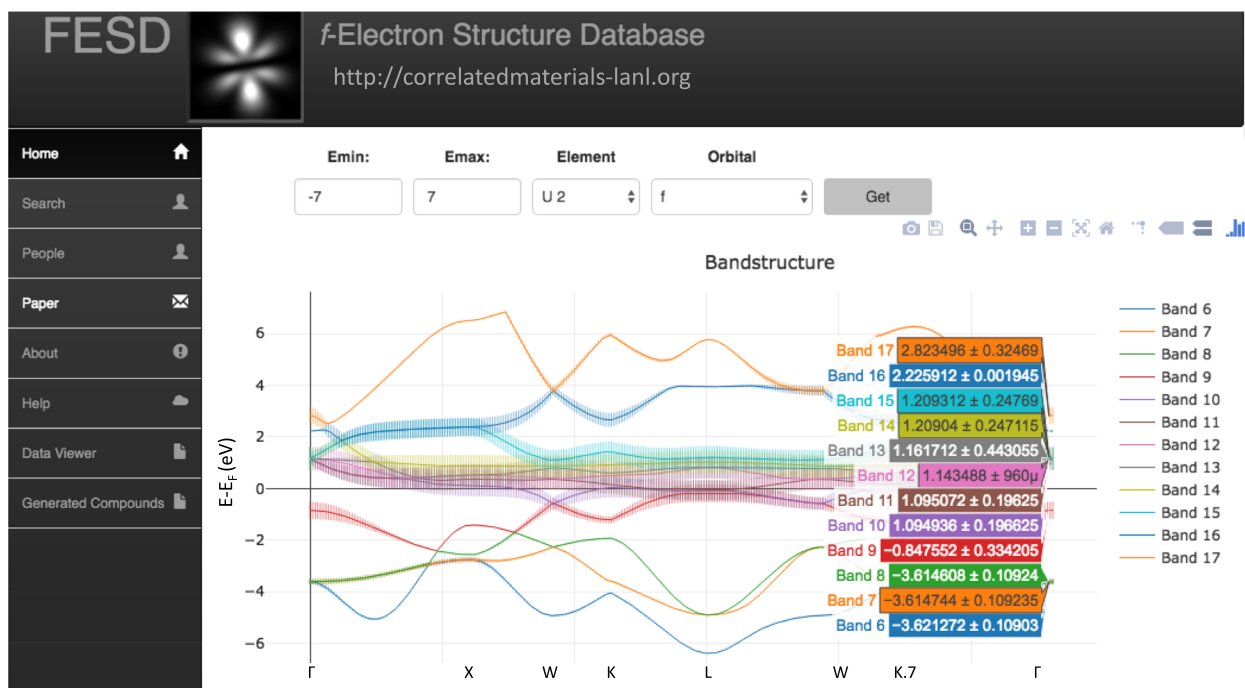 FESD
f-Electron Structure Database
http://correlatedmaterials-lanl.org
Home
Search
People
Paper
About
Help
Data Viewer
Generated Compounds
Emin:
Emax:
Element
Orbital
-7
7
U 2
f
Get
Bandstructure
E-E_F (eV)
6
4
2
0
−2
−4
−6
Γ
X
W
K
L
W
K.7
Γ
Band 17 2.823496 ± 0.32469
Band 16 2.225912 ± 0.001945
Band 15 1.209312 ± 0.24769
Band 14 1.20904 ± 0.247115
Band 13 1.161712 ± 0.443055
Band 12 1.143488 ± 960µ
Band 11 1.095072 ± 0.19625
Band 10 1.094936 ± 0.196625
Band 9 −0.847552 ± 0.334205
Band 8 −3.614608 ± 0.10924
Band 7 −3.614744 ± 0.109235
Band 6 −3.621272 ± 0.10903
Band 6
Band 7
Band 8
Band 9
Band 10
Band 11
Band 12
Band 13
Band 14
Band 15
Band 16
Band 17